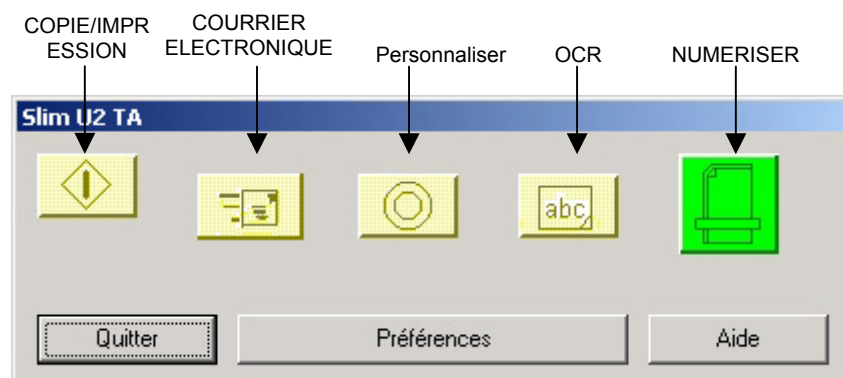 COPIE/IMPR
ESSION
COURRIER
ELECTRONIQUE
Personnaliser
OCR
NUMERISER
Slim U2 TA
abc
Quitter
Préférences
Aide